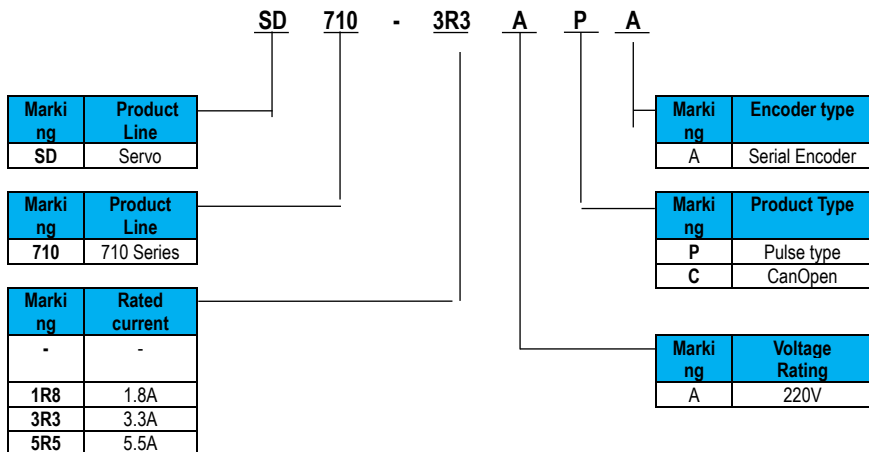 SD 710 - 3R3 A P A
Marki
ng
Product
Line
SD Servo
Marki
ng
Product
Line
710 710 Series
Marki
ng
Rated
current
- -
1R8 1.8A
3R3 3.3A
5R5 5.5A
Marki
ng
Encoder type
A Serial Encoder
Marki
ng
Product Type
P Pulse type
C CanOpen
Marki
ng
Voltage
Rating
A 220V